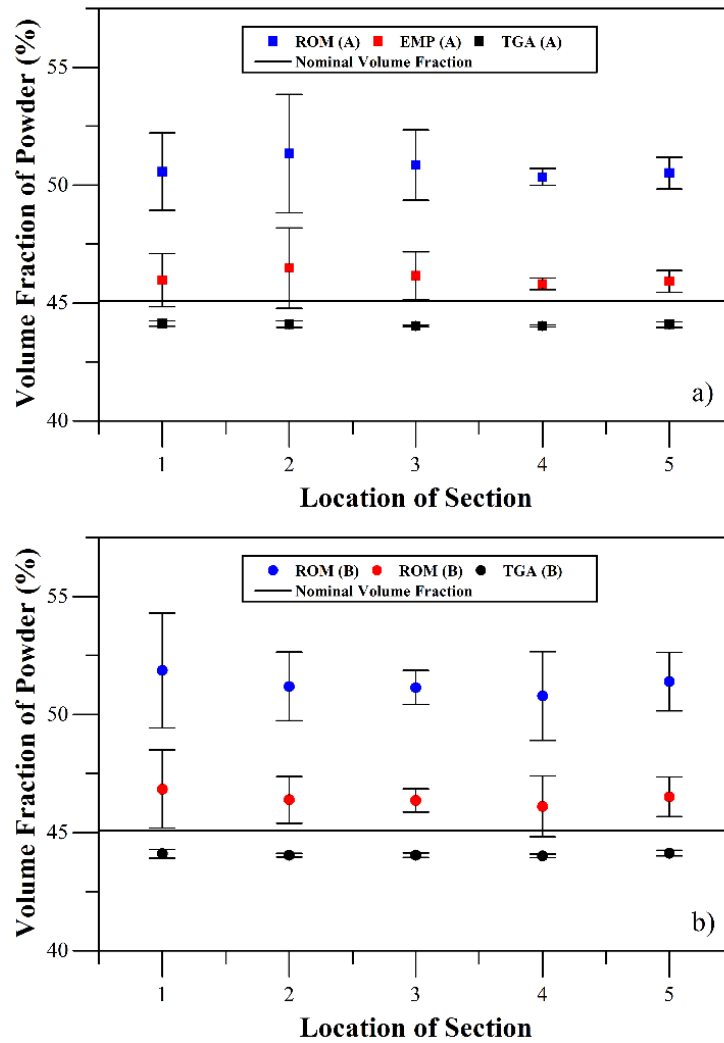 ROM (A) EMP (A) TGA (A)
Nominal Volume Fraction
Volume Fraction of Powder (%)
55
50
45
40
a)
1 2 3 4 5
Location of Section
ROM (B) ROM (B) TGA (B)
Nominal Volume Fraction
Volume Fraction of Powder (%)
55
50
45
40
b)
1 2 3 4 5
Location of Section